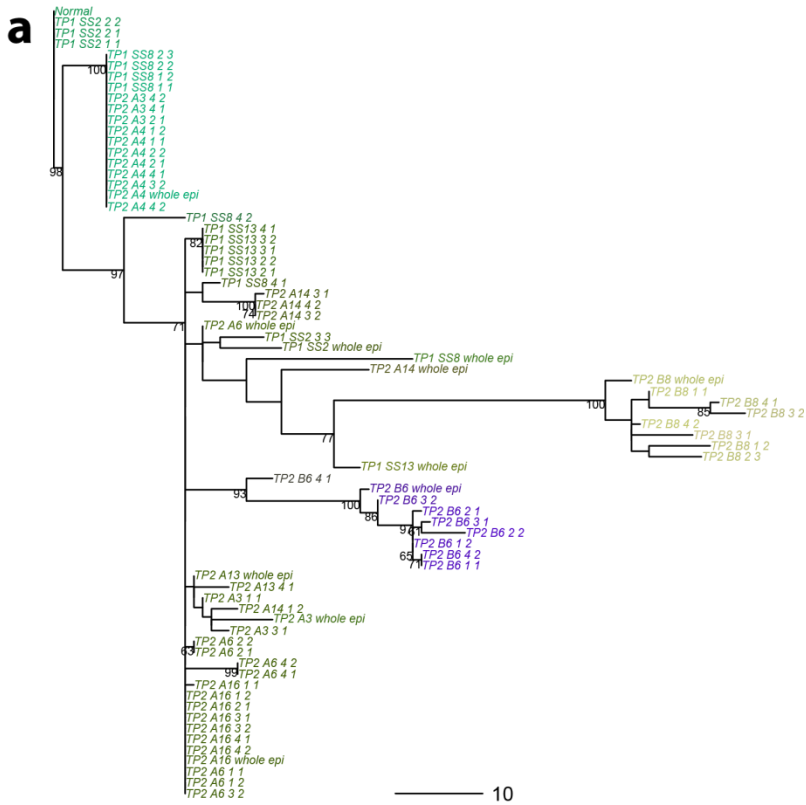 a
Normal
TP1 SS2 2 2
TP1 SS2 2 1
TP1 SS2 1 1
TP1 SS8 2 3
100
TP1 SS8 2 2
TP1 SS8 1 2
TP1 SS8 1 1
TP2 A3 4 2
TP2 A3 4 1
TP2 A3 2 1
TP2 A4 1 2
TP2 A4 1 1
TP2 A4 2 2
98
TP2 A4 2 1
TP2 A4 4 1
TP2 A4 3 2
TP2 A4 whole epi
TP2 A4 4 2
TP1 SS8 4 2
TP1 SS13 4 1
82
TP1 SS13 3 2
TP1 SS13 3 1
TP1 SS13 2 2
97
TP1 SS13 2 1
TP1 SS8 4 1
TP2 A14 3 1
100
TP2 A14 4 2
74
TP2 A14 3 2
71
TP2 A6 whole epi
TP1 SS2 3 3
TP1 SS2 whole epi
TP1 SS8 whole epi
TP2 A14 whole epi
TP2 B8 whole epi
TP2 B8 1 1
100
TP2 B8 4 1
85
TP2 B8 3 2
TP2 B8 4 2
TP2 B8 3 1
77
TP2 B8 1 2
TP2 B8 2 3
TP1 SS13 whole epi
TP2 B6 4 1
93
TP2 B6 whole epi
100
TP2 B6 3 2
86
TP2 B6 2 1
TP2 B6 3 1
97
61
TP2 B6 2 2
TP2 B6 1 2
65
TP2 B6 4 2
71
TP2 B6 1 1
TP2 A13 whole epi
TP2 A13 4 1
TP2 A3 1 1
TP2 A14 1 2
TP2 A3 whole epi
TP2 A3 3 1
TP2 A6 2 2
63
TP2 A6 2 1
TP2 A6 4 2
99
TP2 A6 4 1
TP2 A16 1 1
TP2 A16 1 2
TP2 A16 2 1
TP2 A16 3 1
TP2 A16 3 2
TP2 A16 4 1
TP2 A16 4 2
TP2 A16 whole epi
TP2 A6 1 1
TP2 A6 1 2
TP2 A6 3 2
10